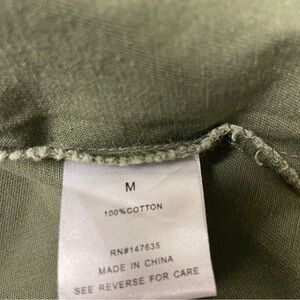 M
100%COTTON
RN#147635
MADE IN CHINA
SEE REVERSE FOR CARE